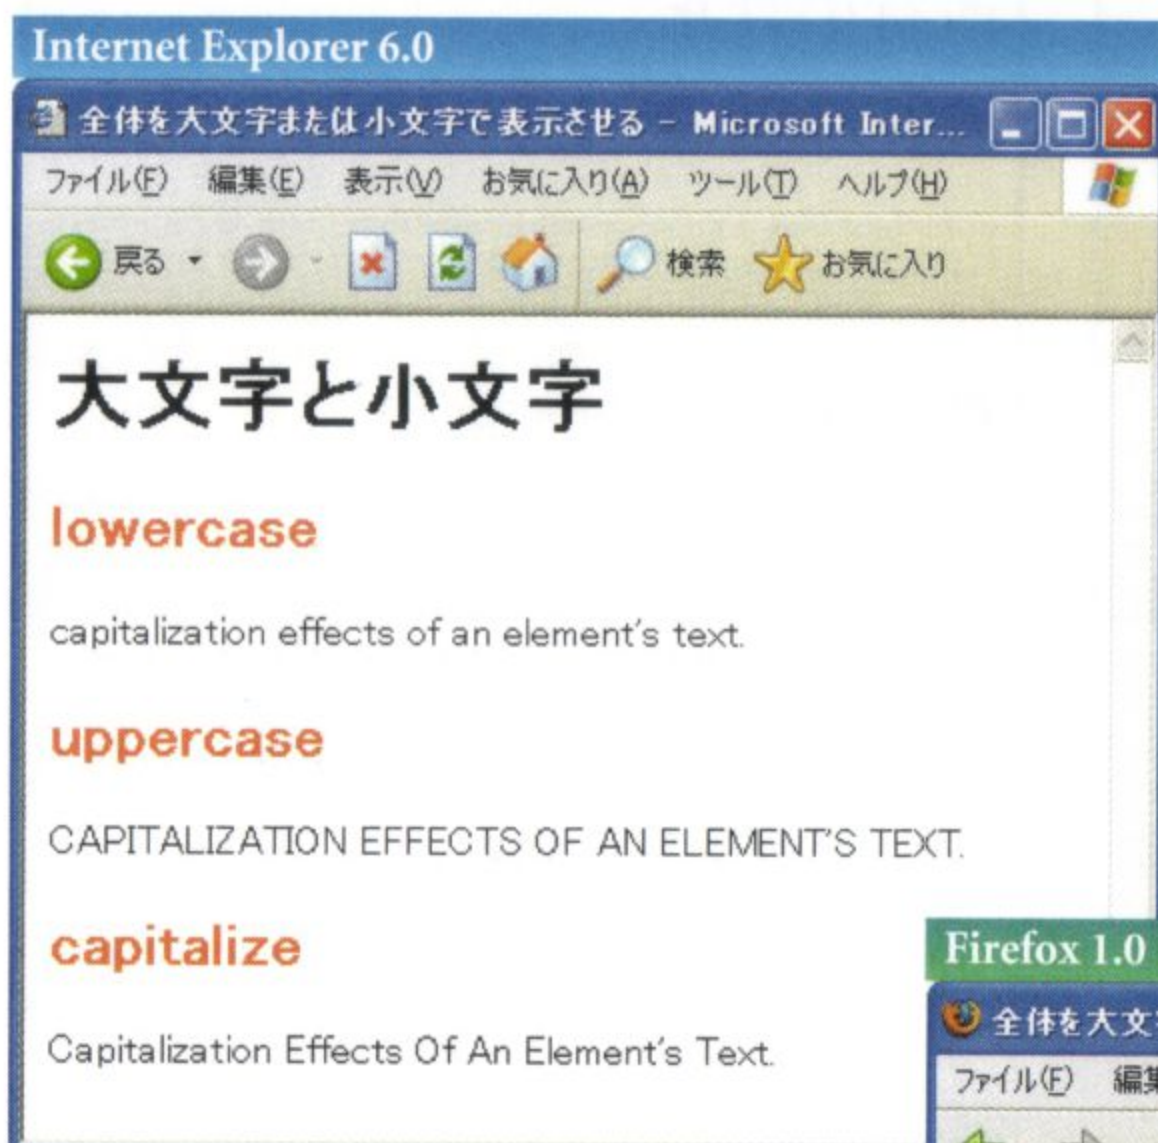 Internet Explorer 6.0
全体を大文字または小文字で表示させる - Microsoft Inter...
ファイル(F) 編集(E) 表示(V) お気に入り(A) ツール(T) ヘルプ(H)
戻る 検索 お気に入り
大文字と小文字
lowercase
capitalization effects of an element's text.
uppercase
CAPITALIZATION EFFECTS OF AN ELEMENT'S TEXT.
capitalize
Capitalization Effects Of An Element's Text.
Firefox 1.0
全体を大文
ファイル(F) 編集